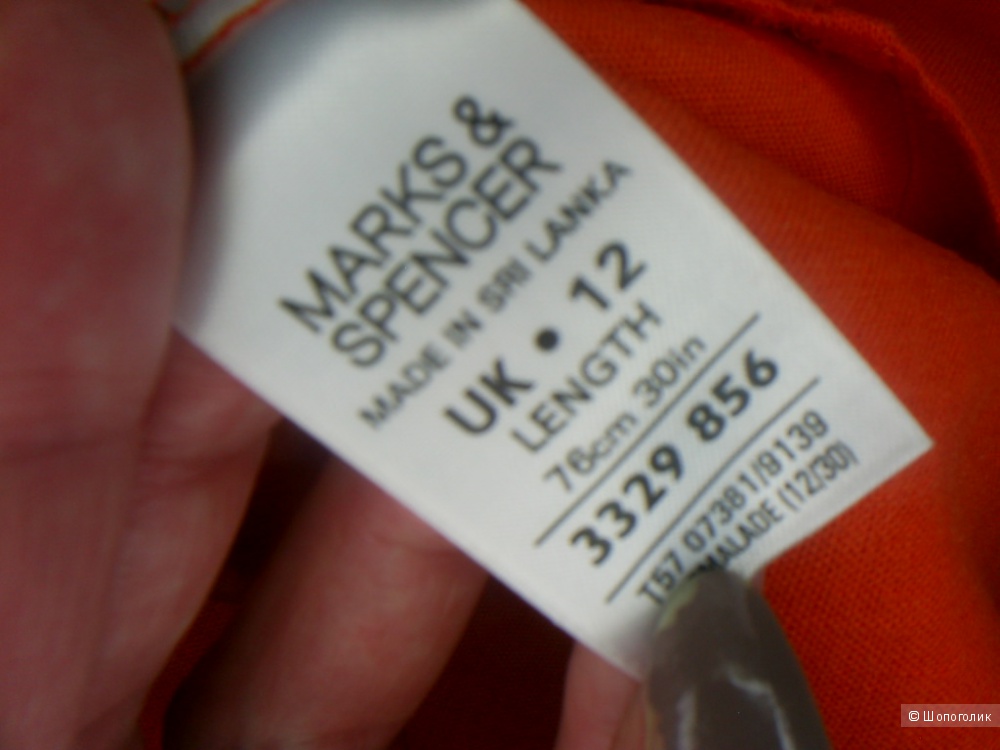 MARKS &
SPENCER
MADE IN SRI LANKA
UK • 12
LENGTH
76cm 30in
3329 856
T57 07381/9139
MALADE (12/30)
© Шопоголик